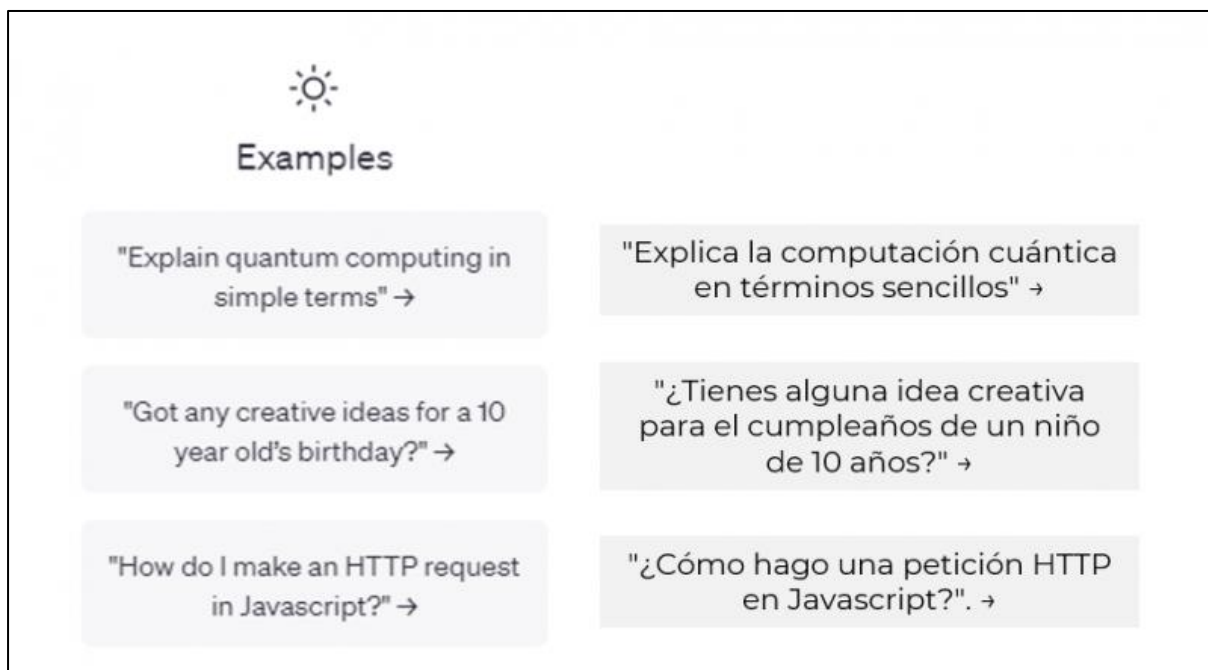 Examples
"Explain quantum computing in
simple terms" →
"Explica la computación cuántica
en términos sencillos" →
"Got any creative ideas for a 10
year old's birthday?" →
"¿Tienes alguna idea creativa
para el cumpleaños de un niño
de 10 años?" →
"How do I make an HTTP request
in Javascript?" →
"¿Cómo hago una petición HTTP
en Javascript?". →